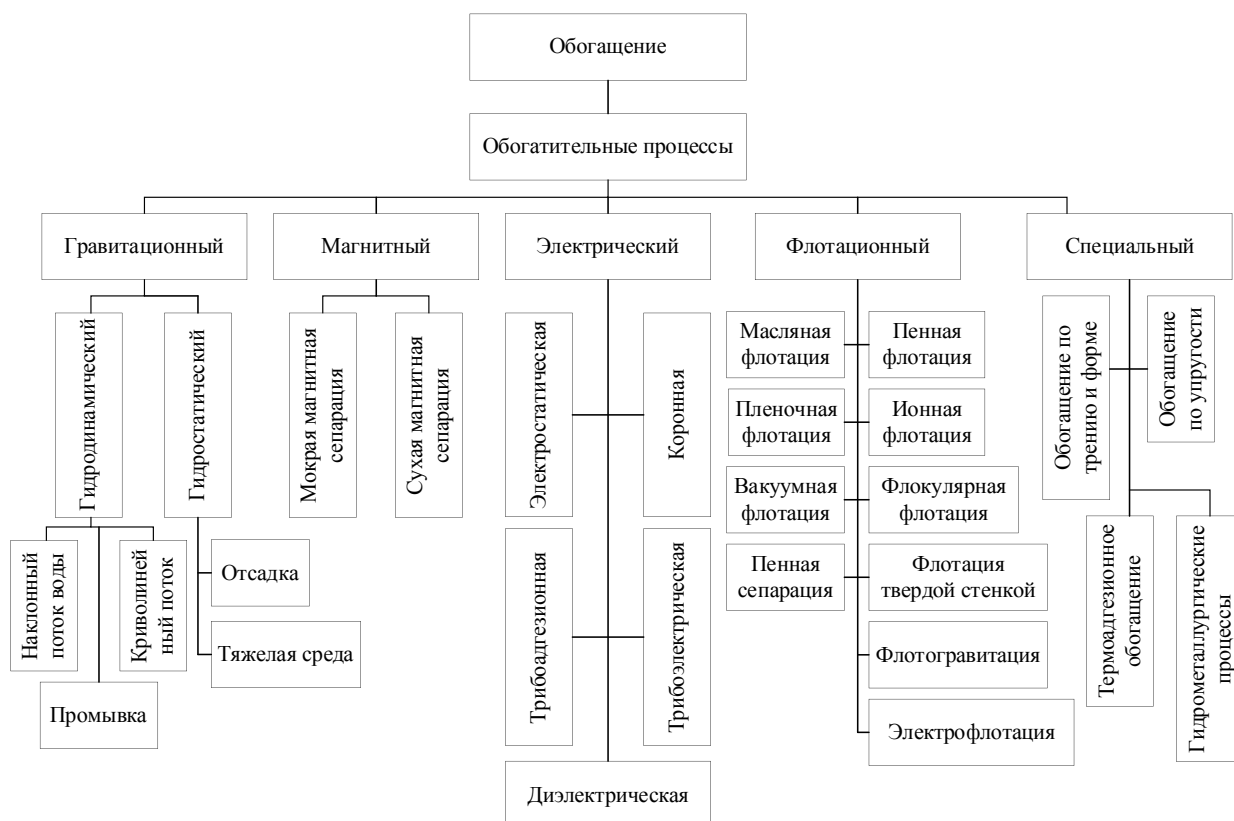 Обогащение
Обогатительные процессы
Гравитационный
Магнитный
Электрический
Флотационный
Специальный
Гидродинамический
Гидростатический
Наклонный
поток воды
Криволиней
ный поток
Промывка
Отсадка
Тяжелая среда
Мокрая магнитная
сепарация
Сухая магнитная
сепарация
Электростатическая
Коронная
Трибоадгезионная
Трибоэлектрическая
Диэлектрическая
Масляная
флотация
Пенная
флотация
Пленочная
флотация
Ионная
флотация
Вакуумная
флотация
Флокулярная
флотация
Пенная
сепарация
Флотация
твердой стенкой
Флотогравитация
Электрофлотация
Обогащение по
трению и форме
Обогащение
по упругости
Термоадгезионное
обогащение
Гидрометаллургические
процессы